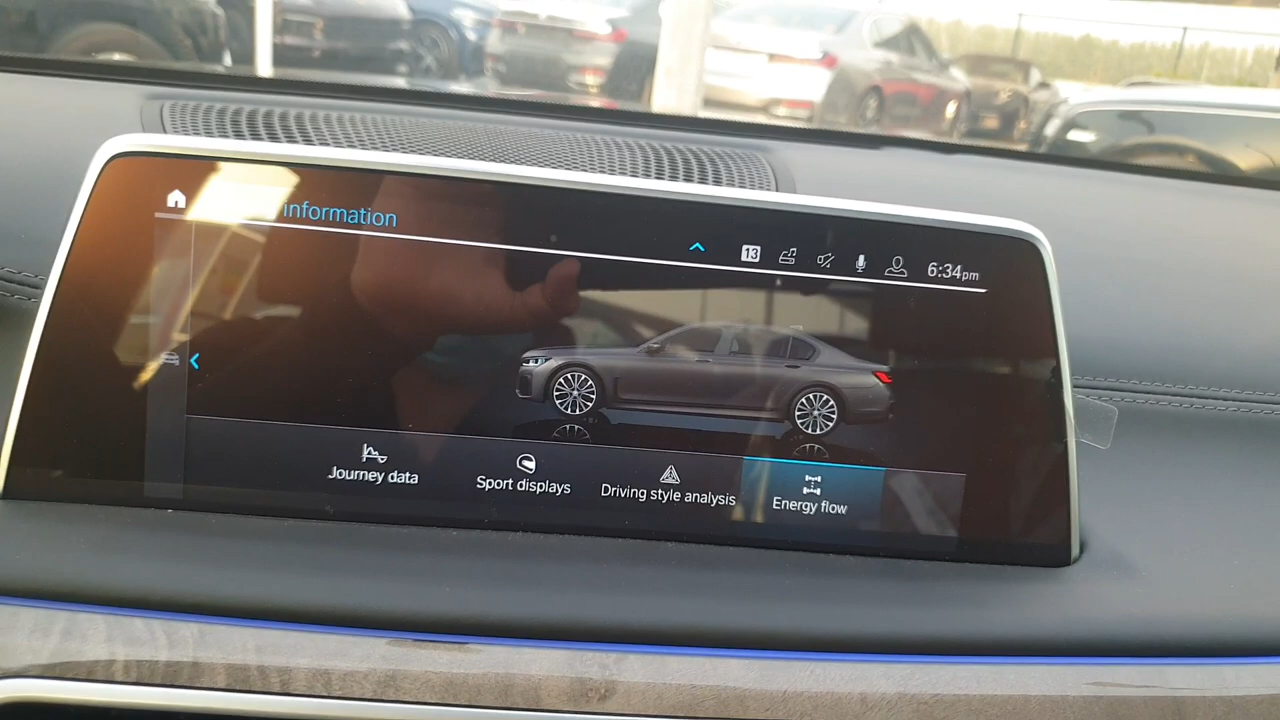 information
13
6:34pm
Journey data
Sport displays
Driving style analysis
Energy flow